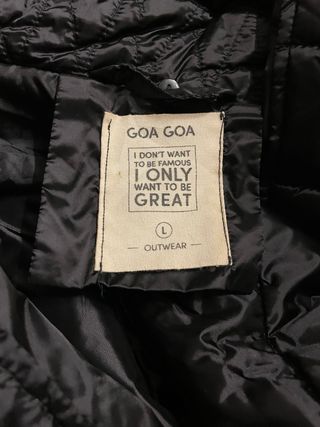 GOA GOA
I DON'T WANT
TO BE FAMOUS
I ONLY
WANT TO BE
GREAT
L
— OUTWEAR —